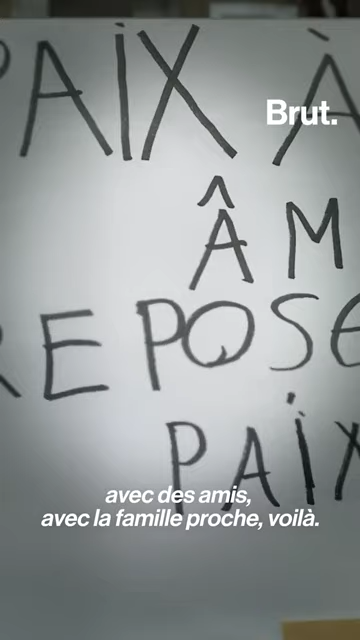 PAIX À
Brut.
ÂM
REPOSE
PAIX
avec des amis,
avec la famille proche, voilà.